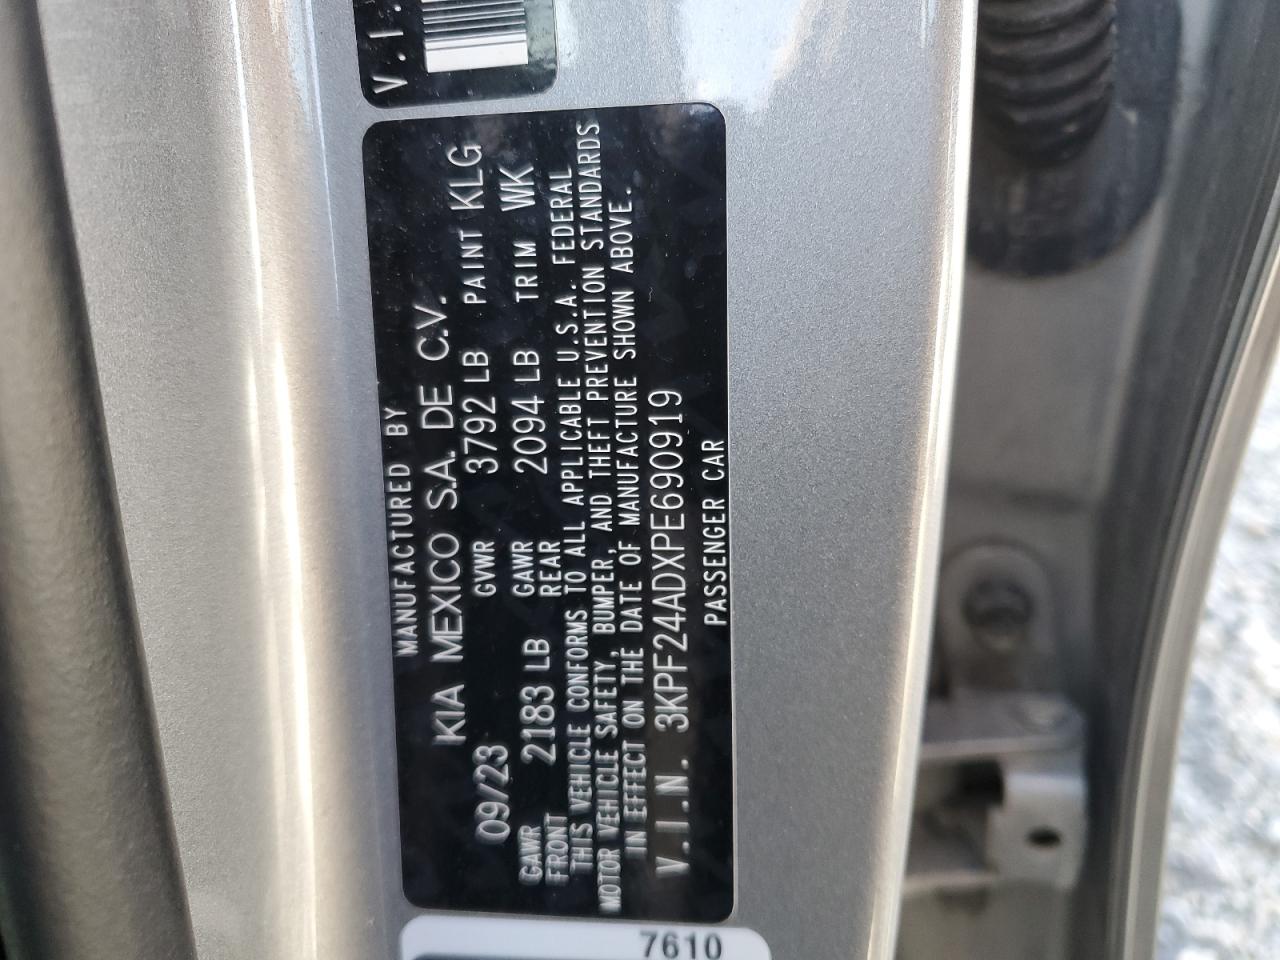 V.I.
MANUFACTURED BY
KIA MEXICO S.A. DE C.V.
09/23 GVWR 3792 LB PAINT KLG
GAWR FRONT 2183 LB GAWR REAR 2094 LB TRIM WK
THIS VEHICLE CONFORMS TO ALL APPLICABLE U.S.A. FEDERAL
MOTOR VEHICLE SAFETY, BUMPER, AND THEFT PREVENTION STANDARDS
IN EFFECT ON THE DATE OF MANUFACTURE SHOWN ABOVE.
V.I.N. 3KPF24ADXPE690919
PASSENGER CAR
7610